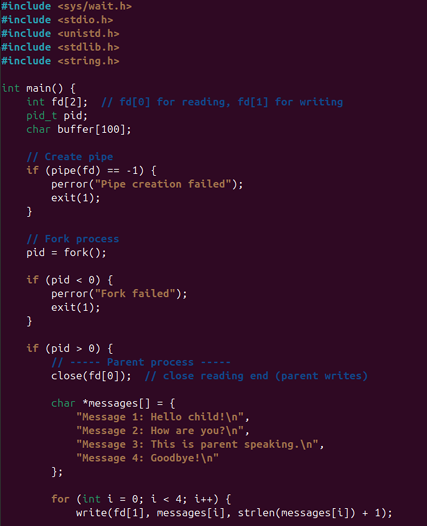 #include <sys/wait.h>
#include <stdio.h>
#include <unistd.h>
#include <stdlib.h>
#include <string.h>

int main() {
    int fd[2];  // fd[0] for reading, fd[1] for writing
    pid_t pid;
    char buffer[100];

    // Create pipe
    if (pipe(fd) == -1) {
        perror("Pipe creation failed");
        exit(1);
    }

    // Fork process
    pid = fork();

    if (pid < 0) {
        perror("Fork failed");
        exit(1);
    }

    if (pid > 0) {
        // ----- Parent process -----
        close(fd[0]);  // close reading end (parent writes)

        char *messages[] = {
            "Message 1: Hello child!\n",
            "Message 2: How are you?\n",
            "Message 3: This is parent speaking.\n",
            "Message 4: Goodbye!\n"
        };

        for (int i = 0; i < 4; i++) {
            write(fd[1], messages[i], strlen(messages[i]) + 1);